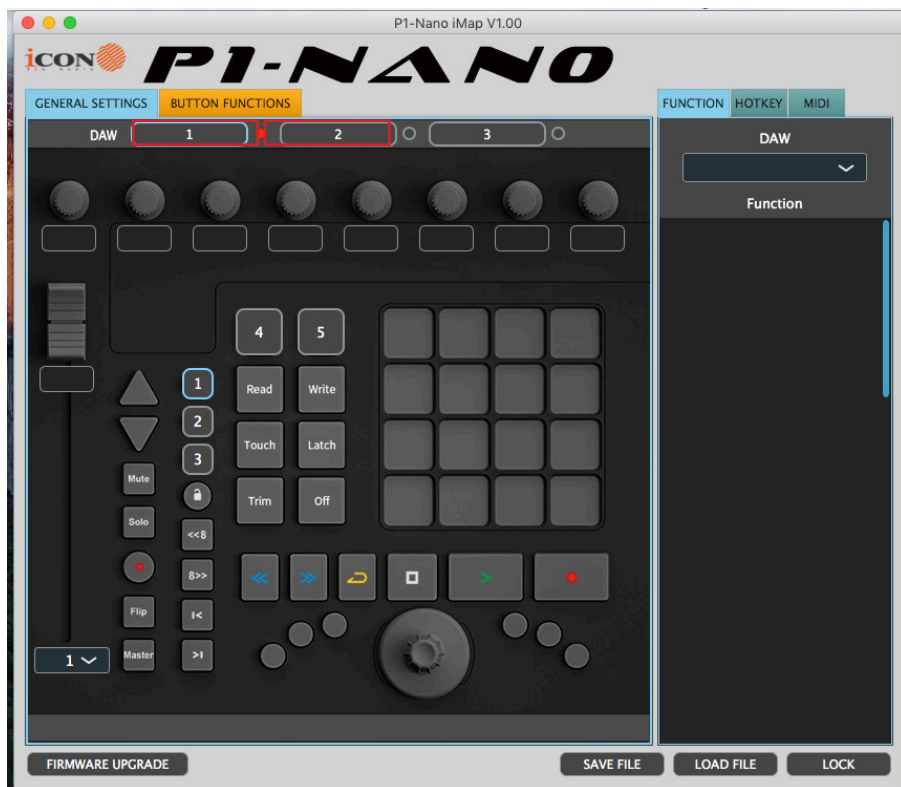 P1-Nano iMap V1.00
iCON P1-NANO
PRO AUDIO
GENERAL SETTINGS BUTTON FUNCTIONS FUNCTION HOTKEY MIDI
DAW 1 2 3
DAW
Function
4 5
1 Read Write
2
3 Touch Latch
Mute
Trim Off
Solo
<<8
8>>
Flip I<
1 Master >I
FIRMWARE UPGRADE SAVE FILE LOAD FILE LOCK